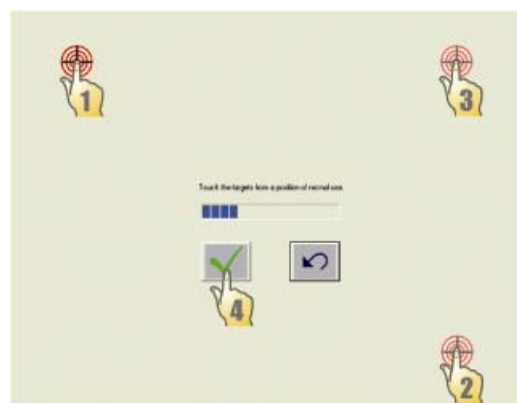 1
3
Touch the targets from a position of normal use.
4
2